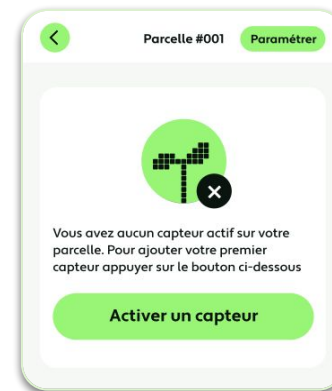 Parcelle #001 Paramétrer
Vous avez aucun capteur actif sur votre
parcelle. Pour ajouter votre premier
capteur appuyer sur le bouton ci-dessous
Activer un capteur